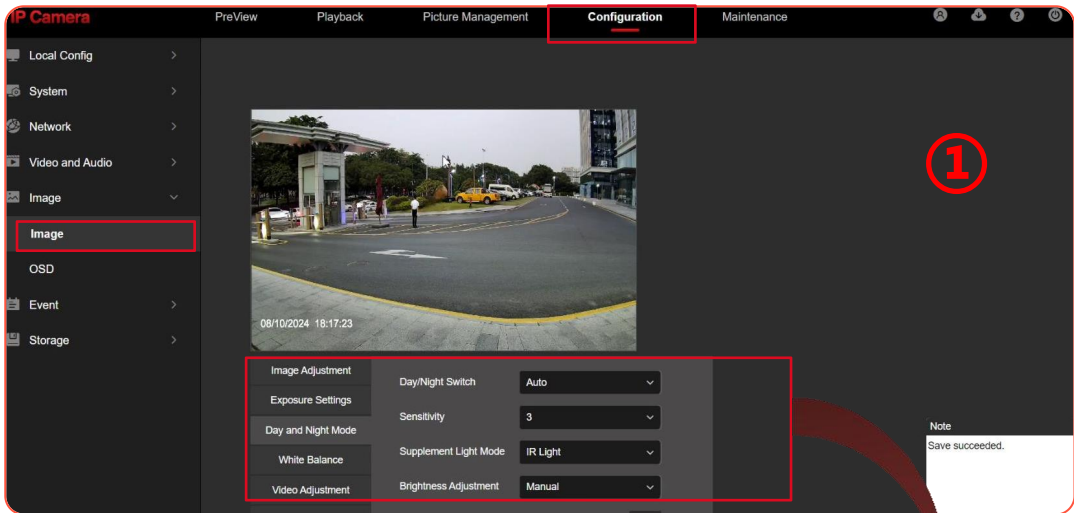 IP Camera PreView Playback Picture Management Configuration Maintenance
Local Config
System
Network
Video and Audio
Image
Image
OSD
Event
Storage
①
08/10/2024 18:17:23
Image Adjustment
Exposure Settings
Day and Night Mode
White Balance
Video Adjustment
Day/Night Switch Auto
Sensitivity 3
Supplement Light Mode IR Light
Brightness Adjustment Manual
Note
Save succeeded.